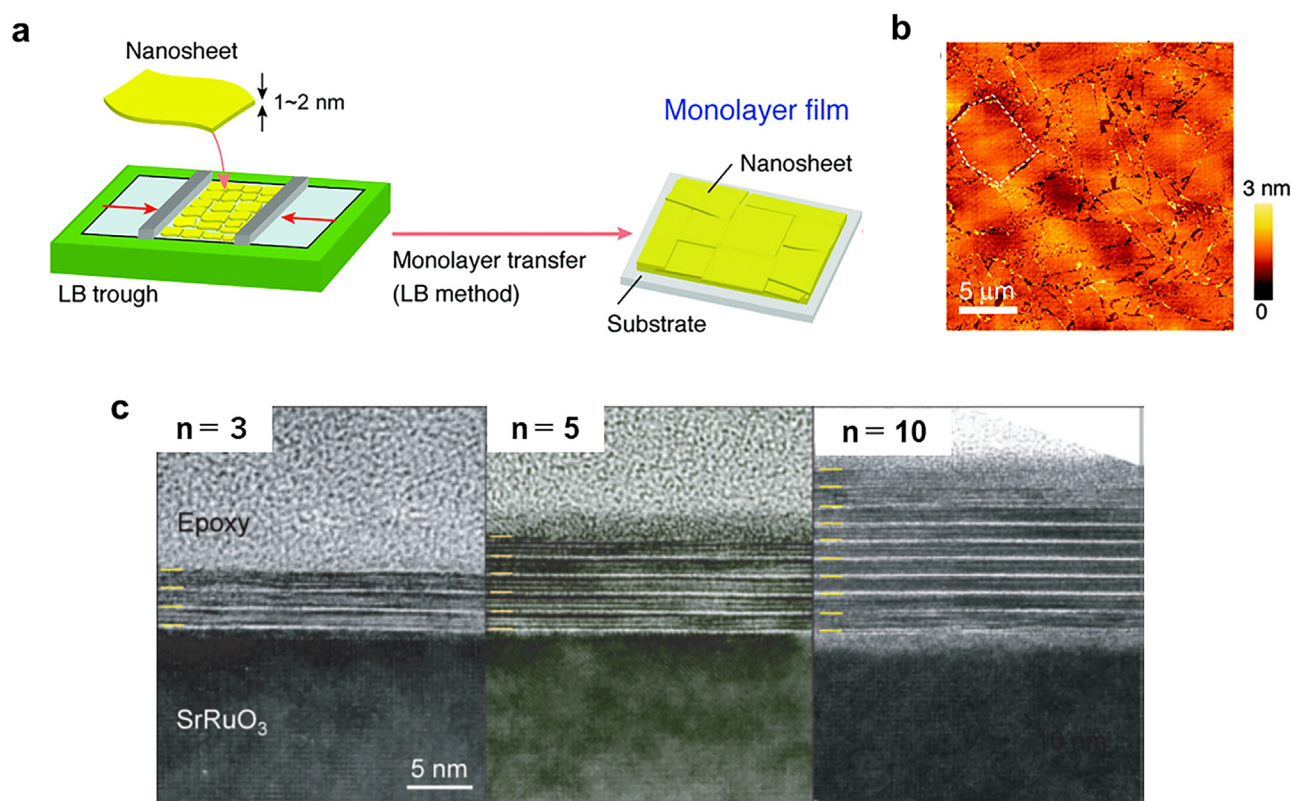 a
Nanosheet
1~2 nm
LB trough
Monolayer transfer
(LB method)
Monolayer film
Nanosheet
Substrate
b
3 nm
0
5 μm
c
n = 3
n = 5
n = 10
Epoxy
SrRuO₃
5 nm